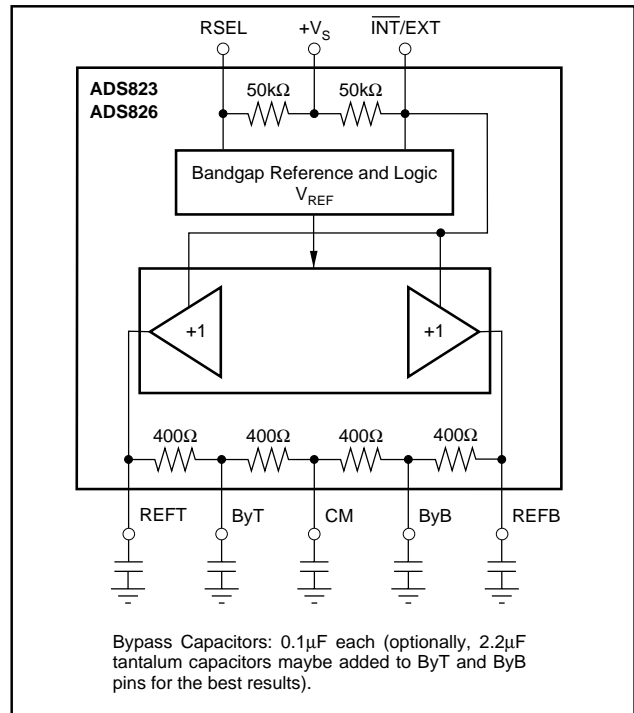 RSEL +VS INT/EXT
ADS823
ADS826
50kΩ 50kΩ
Bandgap Reference and Logic
VREF
+1 +1
400Ω 400Ω 400Ω 400Ω
REFT ByT CM ByB REFB
Bypass Capacitors: 0.1µF each (optionally, 2.2µF
tantalum capacitors maybe added to ByT and ByB
pins for the best results).